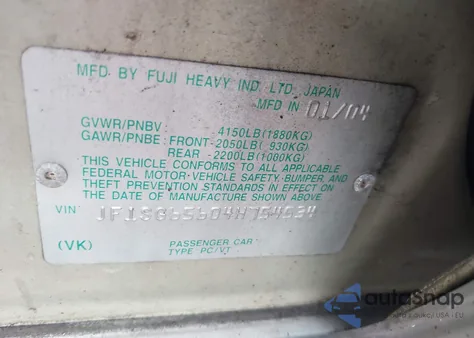 MFD. BY FUJI HEAVY IND. LTD. JAPAN
MFD IN 01/04
GVWR/PNBV: 4150LB(1880KG)
GAWR/PNBE: FRONT-2050LB( 930KG)
REAR -2200LB(1000KG)
THIS VEHICLE CONFORMS TO ALL APPLICABLE
FEDERAL MOTOR-VEHICLE SAFETY, BUMPER, AND
THEFT PREVENTION STANDARDS IN EFFECT ON
THE DATE OF MANUFACTURE SHOWN ABOVE.
VIN:
(VK)
PASSENGER CAR
TYPE PC/VT
autoSnap